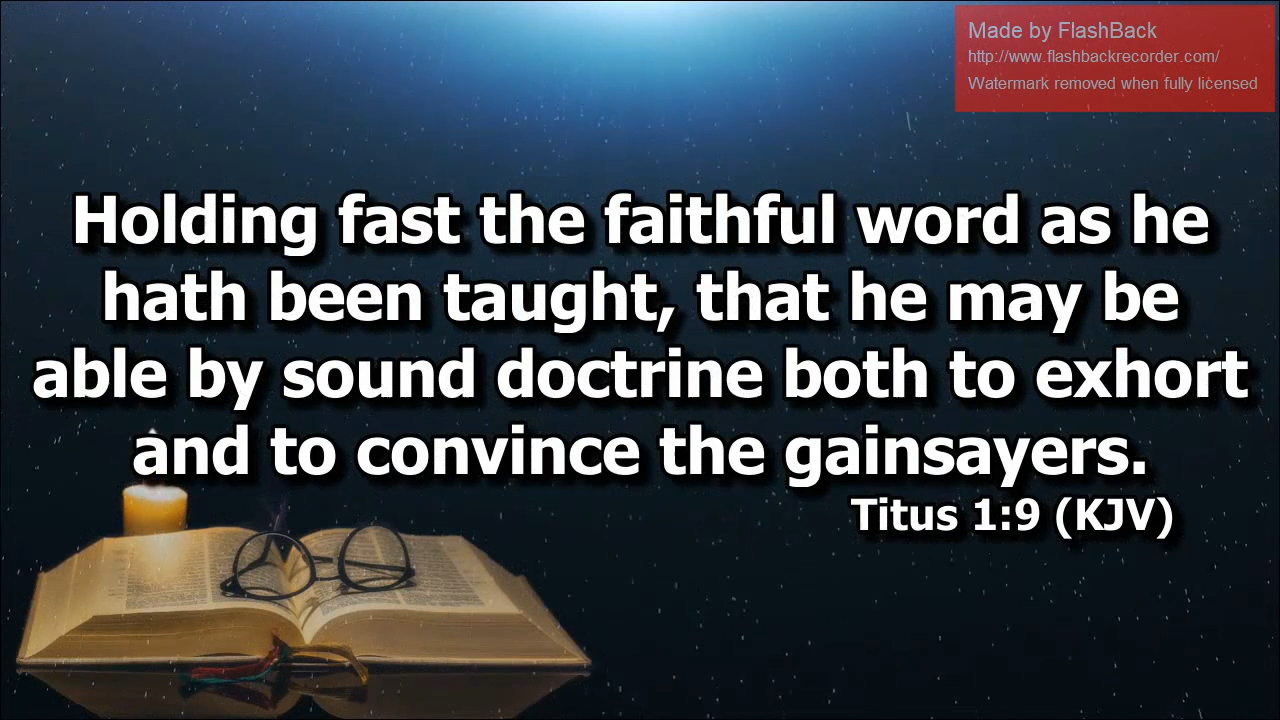 Made by FlashBack
http://www.flashbackrecorder.com/
Watermark removed when fully licensed
Holding fast the faithful word as he
hath been taught, that he may be
able by sound doctrine both to exhort
and to convince the gainsayers.
Titus 1:9 (KJV)